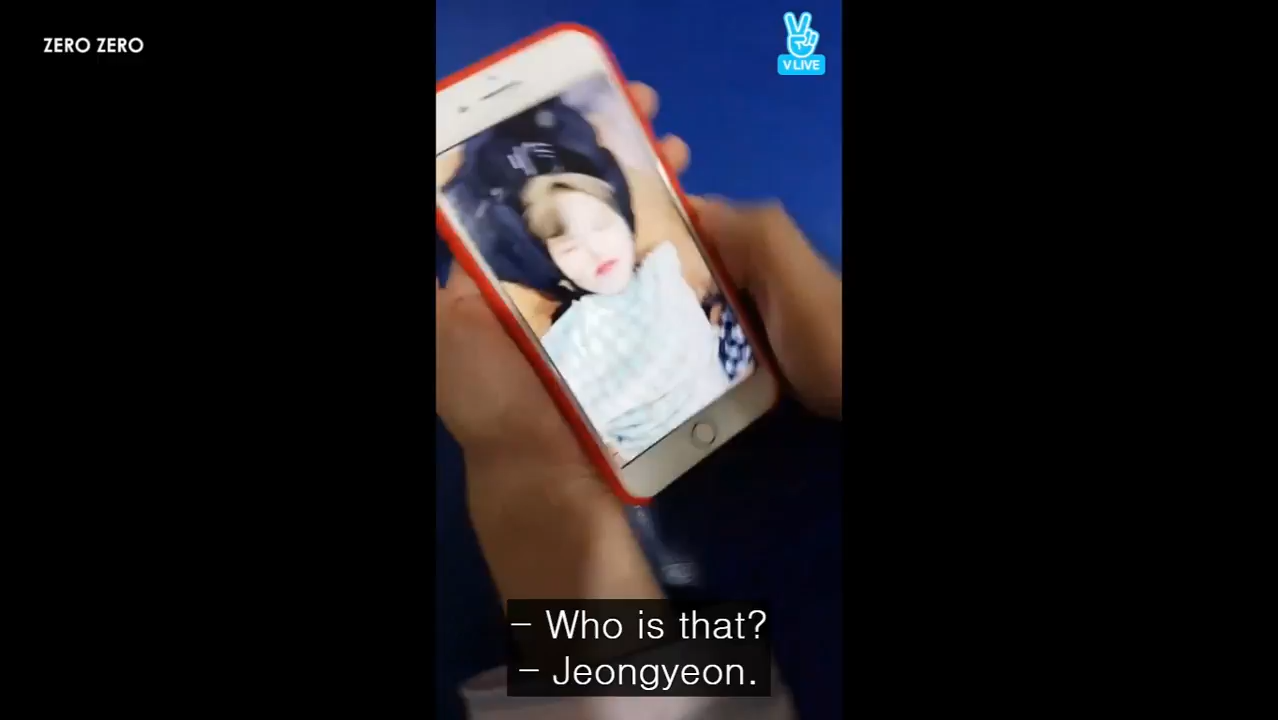 ZERO ZERO
V LIVE
– Who is that?
– Jeongyeon.